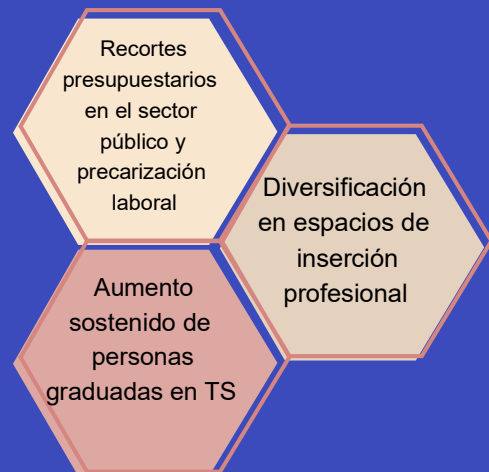 Recortes
presupuestarios
en el sector
público y
precarización
laboral
Diversificación
en espacios de
inserción
profesional
Aumento
sostenido de
personas
graduadas en TS